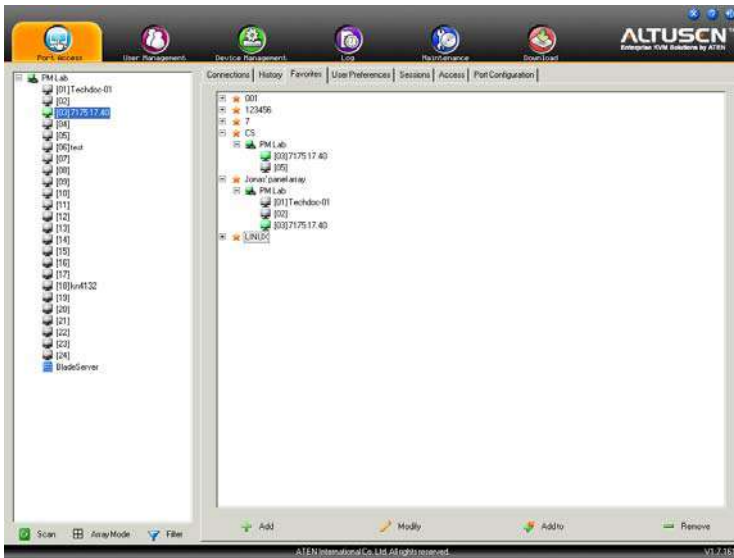 ALTUSCN
Enterprise KVM Solutions by ATEN
Port Access
User Management
Device Management
Log
Maintenance
Download
Connections
History
Favorites
User Preferences
Sessions
Access
Port Configuration
PM Lab
[01]Techdoc-01
[02]
[03]7175 17.40
[04]
[05]
[06]test
[07]
[08]
[09]
[10]
[11]
[12]
[13]
[14]
[15]
[16]
[17]
[18]kn4132
[19]
[20]
[21]
[22]
[23]
[24]
BladeServer
001
123456
7
CS
PM Lab
[03]7175 17.40
[05]
Jonas' panel array
PM Lab
[01]Techdoc-01
[02]
[03]7175 17.40
LINUX
Scan
Array Mode
Filter
Add
Modify
Add to
Remove
ATEN International Co., Ltd. All rights reserved.